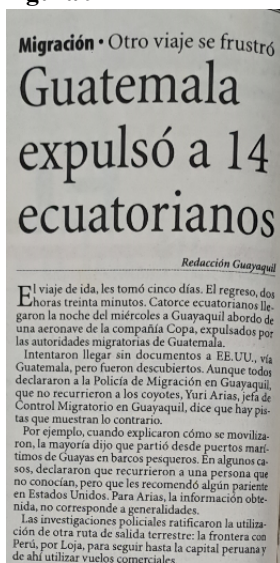 Migración • Otro viaje se frustró
Guatemala
expulsó a 14
ecuatorianos
Redacción Guayaquil
El viaje de ida, les tomó cinco días. El regreso, dos
horas treinta minutos. Catorce ecuatorianos lle-
garon la noche del miércoles a Guayaquil abordo de
una aeronave de la compañía Copa, expulsados por
las autoridades migratorias de Guatemala.
Intentaron llegar sin documentos a EE.UU., vía
Guatemala, pero fueron descubiertos. Aunque todos
declararon a la Policía de Migración en Guayaquil,
que no recurrieron a los coyotes, Yuri Arias, jefa de
Control Migratorio en Guayaquil, dice que hay pis-
tas que muestran lo contrario.
Por ejemplo, cuando explicaron cómo se moviliza-
ron, la mayoría dijo que partió desde puertos marí-
timos de Guayas en barcos pesqueros. En algunos ca-
sos, declararon que recurrieron a una persona que
no conocían, pero que les recomendó algún pariente
en Estados Unidos. Para Arias, la información obte-
nida, no corresponde a generalidades.
Las investigaciones policiales ratificaron la utiliza-
ción de otra ruta de salida terrestre: la frontera con
Perú, por Loja, para seguir hasta la capital peruana y
de ahí utilizar vuelos comerciales